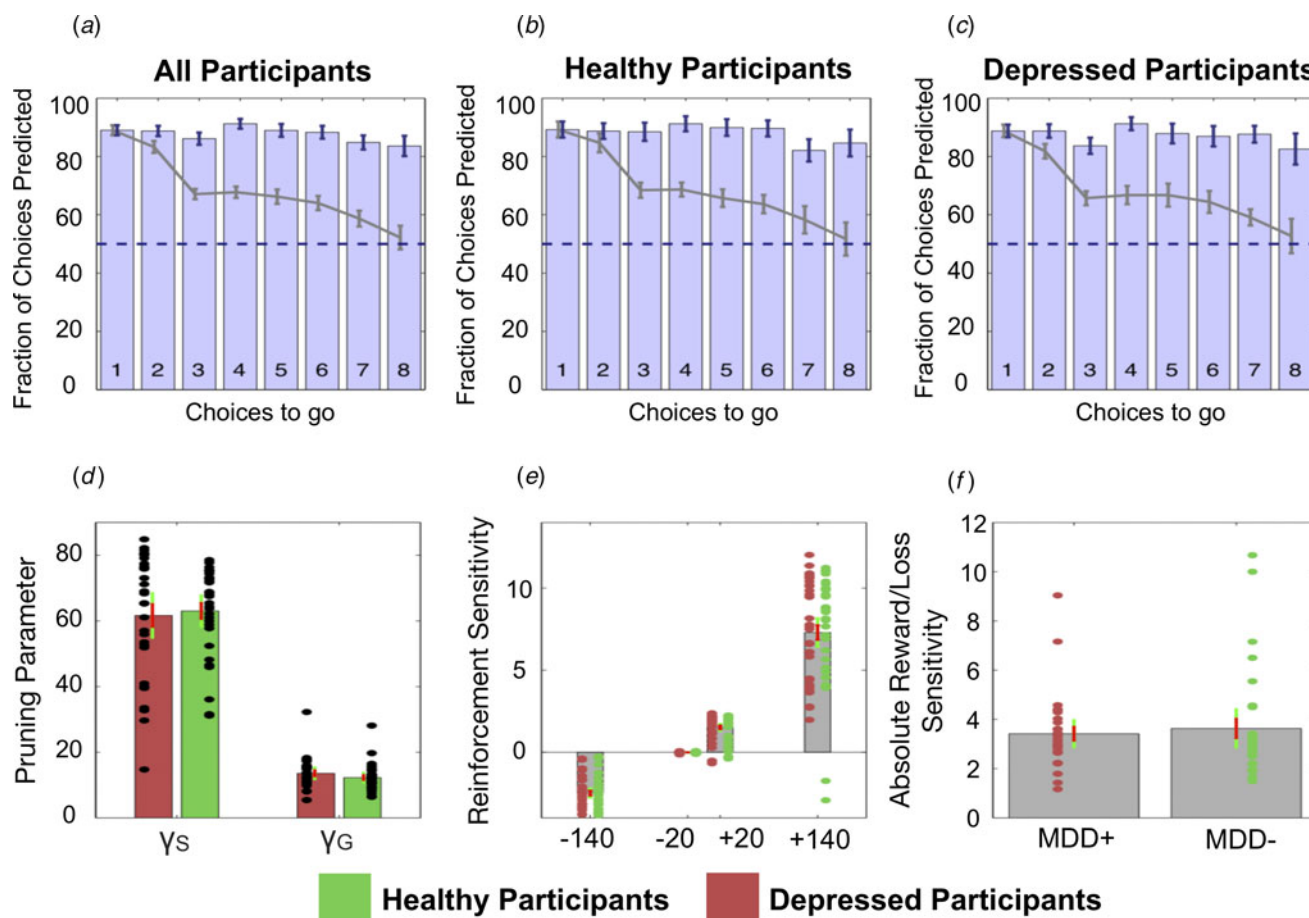 (a)
All Participants
Fraction of Choices Predicted
100
80
60
40
20
0
1 2 3 4 5 6 7 8
Choices to go
(b)
Healthy Participants
Fraction of Choices Predicted
100
80
60
40
20
0
1 2 3 4 5 6 7 8
Choices to go
(c)
Depressed Participants
Fraction of Choices Predicted
100
80
60
40
20
0
1 2 3 4 5 6 7 8
Choices to go
(d)
Pruning Parameter
80
60
40
20
0
γS γG
(e)
Reinforcement Sensitivity
10
5
0
-140 -20 +20 +140
(f)
Absolute Reward/Loss
Sensitivity
12
10
8
6
4
2
0
MDD+ MDD-
Healthy Participants Depressed Participants